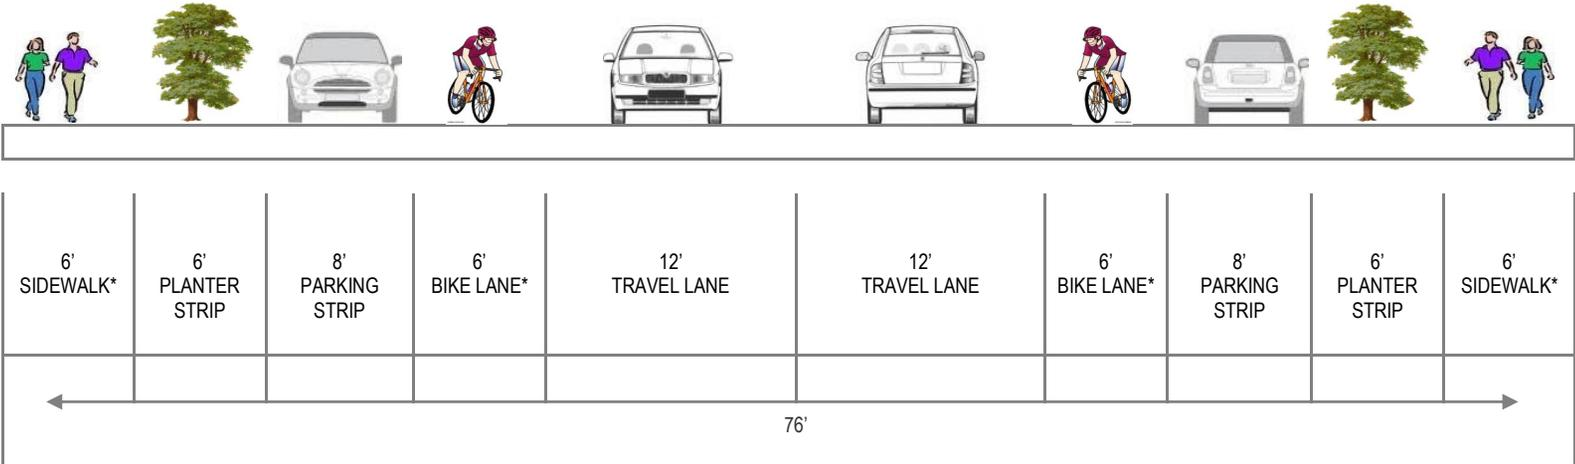 6’
SIDEWALK*
6’
PLANTER
STRIP
8’
PARKING
STRIP
6’
BIKE LANE*
12’
TRAVEL LANE
12’
TRAVEL LANE
6’
BIKE LANE*
8’
PARKING
STRIP
6’
PLANTER
STRIP
6’
SIDEWALK*
76’